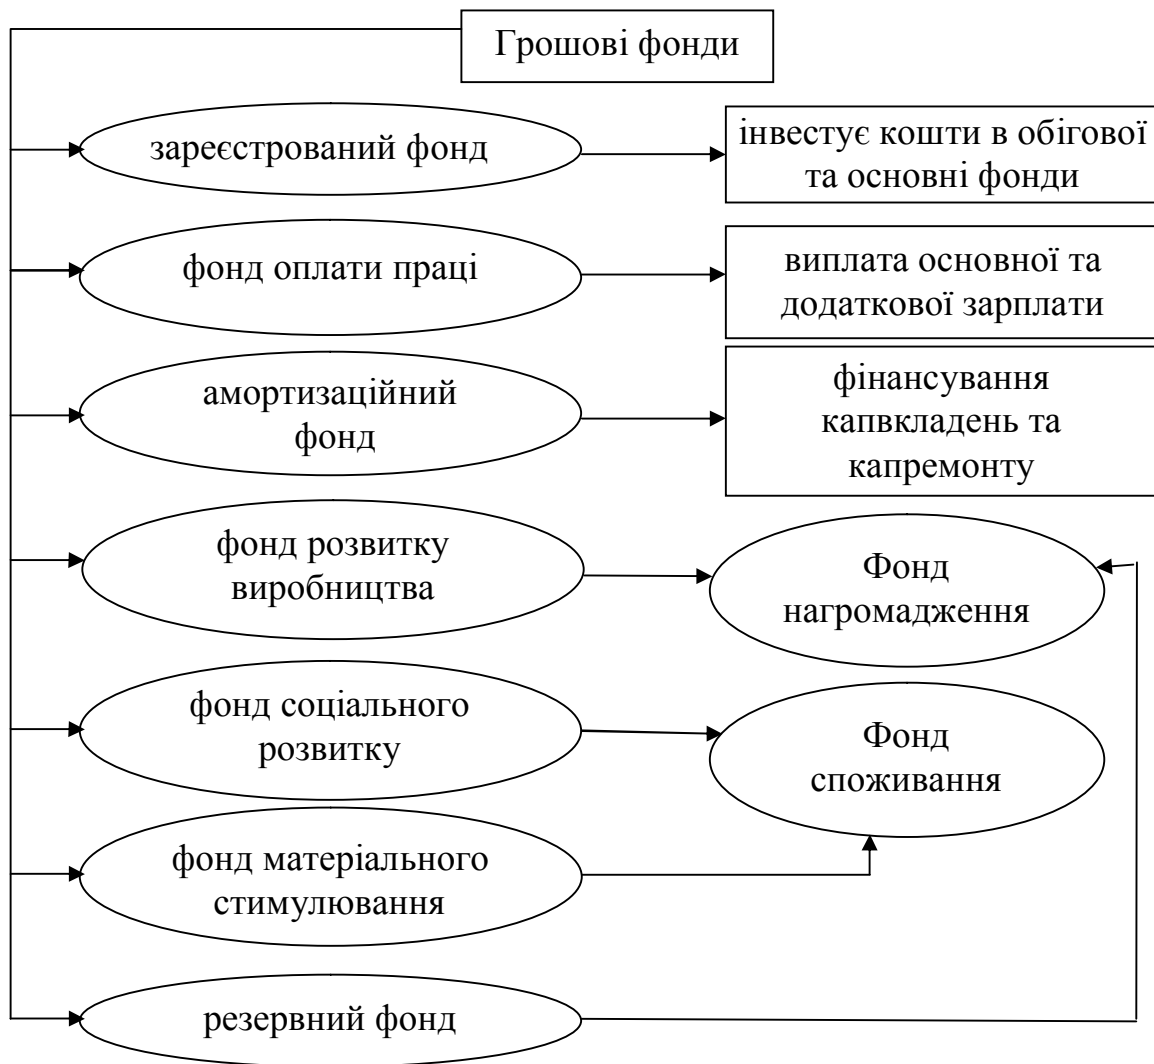 Грошові фонди
зареєстрований фонд
інвестує кошти в обігової
та основні фонди
фонд оплати праці
виплата основної та
додаткової зарплати
амортизаційний
фонд
фінансування
капвкладень та
капремонту
фонд розвитку
виробництва
Фонд
нагромадження
фонд соціального
розвитку
Фонд
споживання
фонд матеріального
стимулювання
резервний фонд